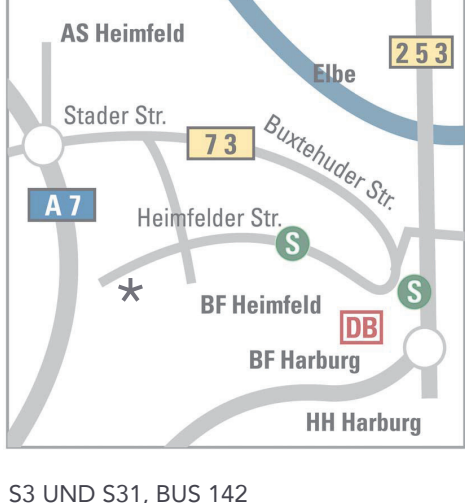 AS Heimfeld
253
Elbe
Stader Str.
73
Buxtehuder Str.
A7
Heimfelder Str.
S
BF Heimfeld
S
DB
BF Harburg
HH Harburg
S3 UND S31, BUS 142